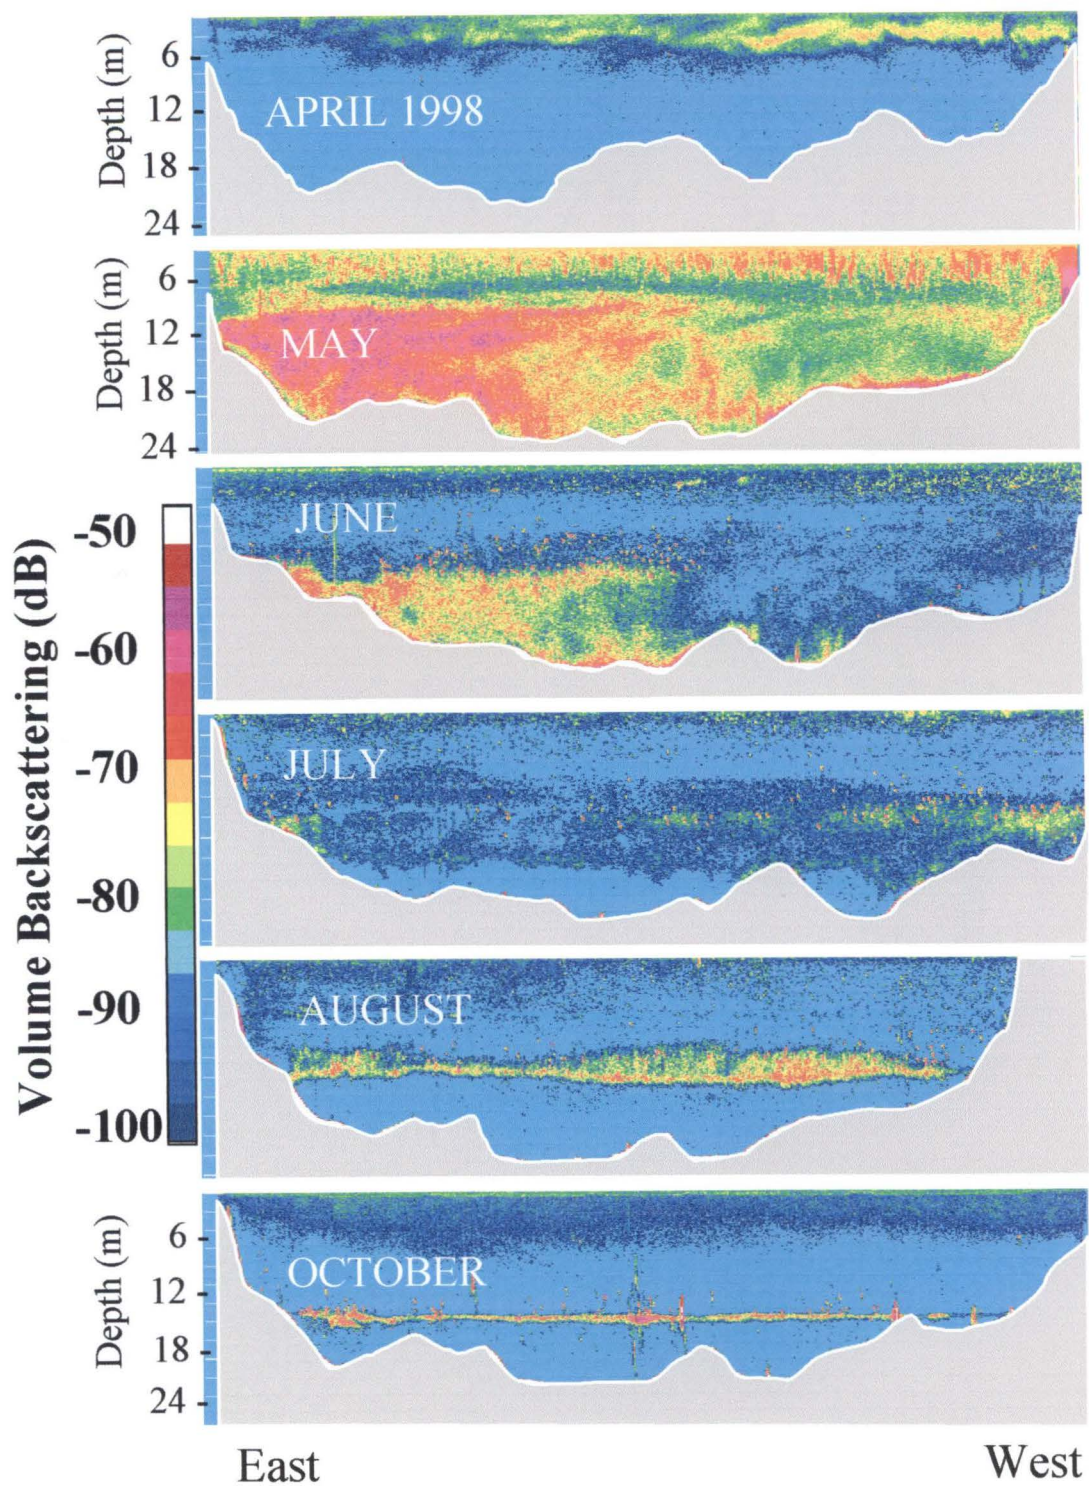 Depth (m)
6
12
18
24
APRIL 1998
Depth (m)
6
12
18
24
MAY
JUNE
Volume Backscattering (dB)
-50
-60
-70
-80
-90
-100
JULY
AUGUST
Depth (m)
6
12
18
24
OCTOBER
East
West